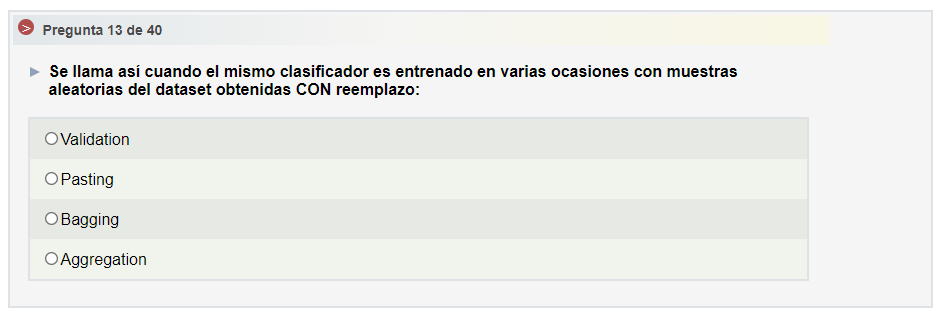 Pregunta 13 de 40
Se llama así cuando el mismo clasificador es entrenado en varias ocasiones con muestras
aleatorias del dataset obtenidas CON reemplazo:
Validation
Pasting
Bagging
Aggregation